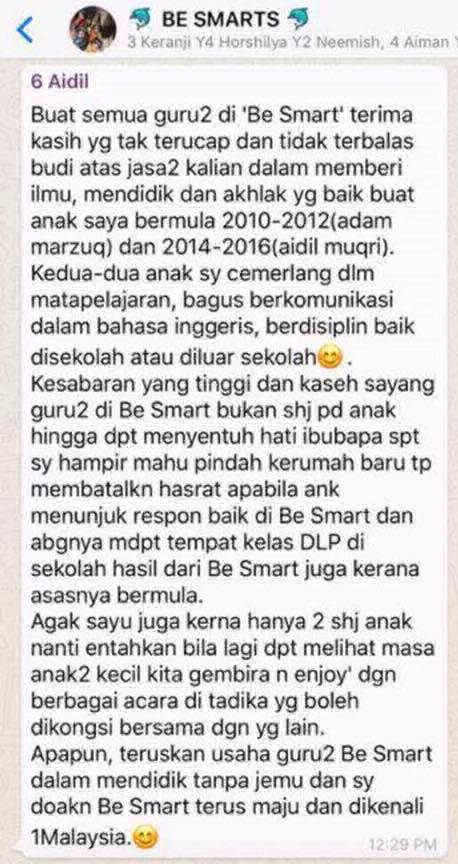 🐬 BE SMARTS 🐬
3 Keranji Y4 Horshilya Y2 Neemish, 4 Aiman Y
6 Aidil
Buat semua guru2 di 'Be Smart' terima
kasih yg tak terucap dan tidak terbalas
budi atas jasa2 kalian dalam memberi
ilmu, mendidik dan akhlak yg baik buat
anak saya bermula 2010-2012(adam
marzuq) dan 2014-2016(aidil muqri).
Kedua-dua anak sy cemerlang dlm
matapelajaran, bagus berkomunikasi
dalam bahasa inggeris, berdisiplin baik
disekolah atau diluar sekolah😊 .
Kesabaran yang tinggi dan kaseh sayang
guru2 di Be Smart bukan shj pd anak
hingga dpt menyentuh hati ibubapa spt
sy hampir mahu pindah kerumah baru tp
membatalkn hasrat apabila ank
menunjuk respon baik di Be Smart dan
abgnya mdpt tempat kelas DLP di
sekolah hasil dari Be Smart juga kerana
asasnya bermula.
Agak sayu juga kerna hanya 2 shj anak
nanti entahkan bila lagi dpt melihat masa
anak2 kecil kita gembira n enjoy' dgn
berbagai acara di tadika yg boleh
dikongsi bersama dgn yg lain.
Apapun, teruskan usaha guru2 Be Smart
dalam mendidik tanpa jemu dan sy
doakn Be Smart terus maju dan dikenali
1Malaysia.😊
12:29 PM